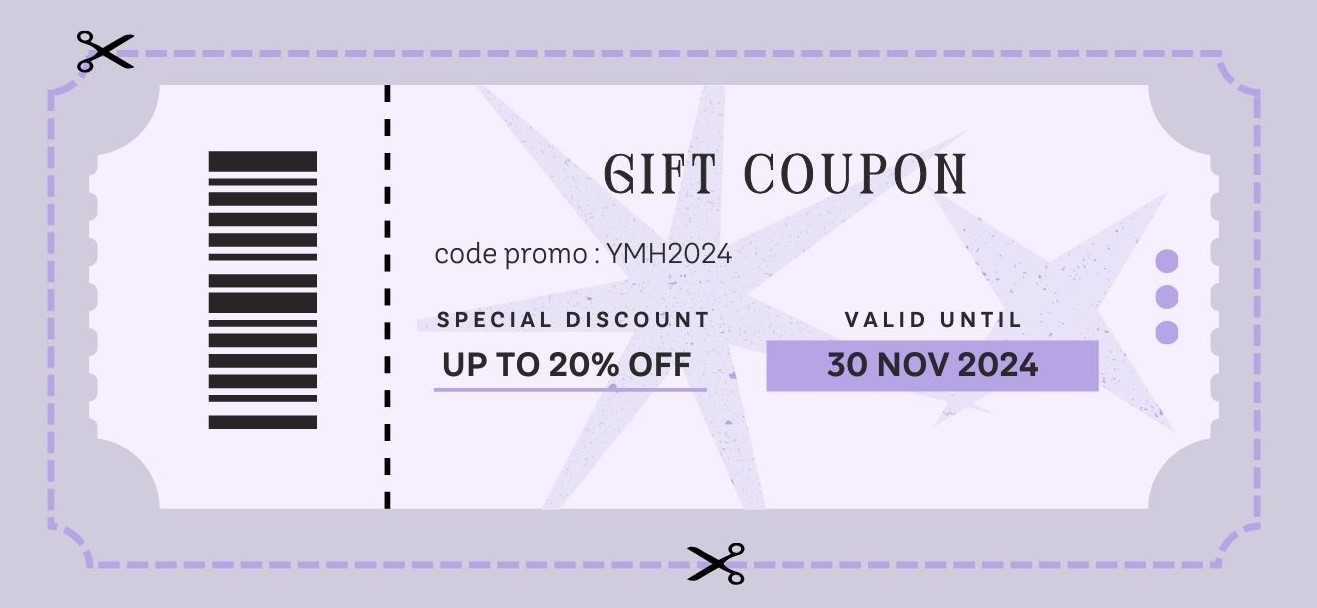 GIFT COUPON
code promo : YMH2024
SPECIAL DISCOUNT
UP TO 20% OFF
VALID UNTIL
30 NOV 2024